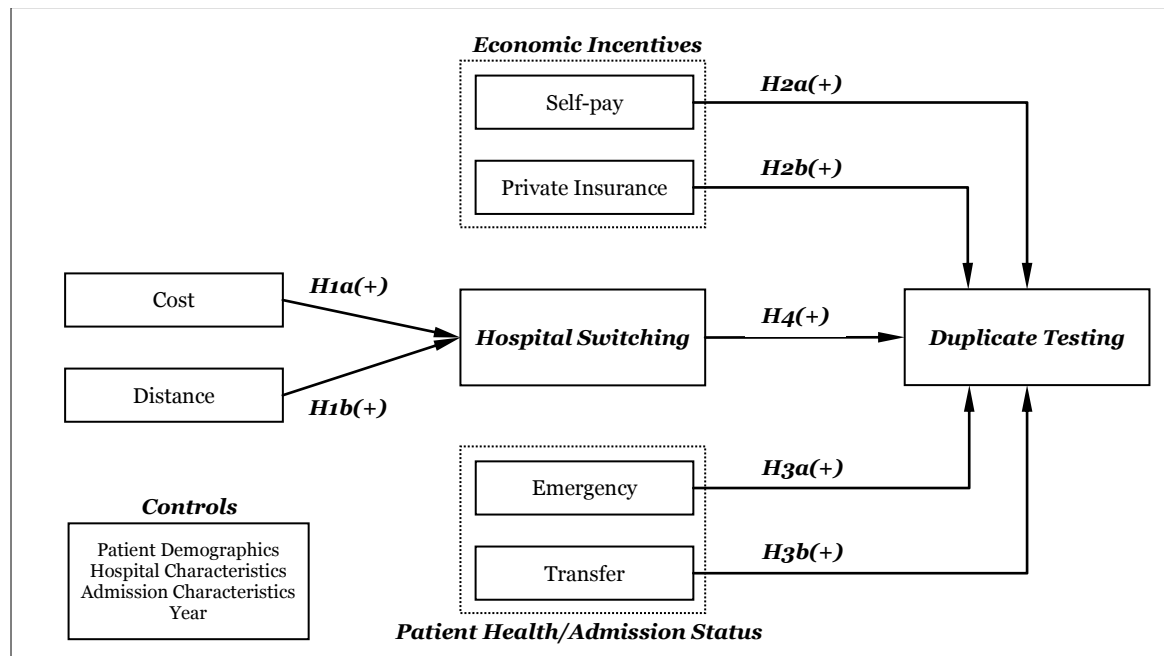 Economic Incentives
Self-pay
H2a(+)
Private Insurance
H2b(+)
Cost
H1a(+)
Distance
H1b(+)
Hospital Switching
H4(+)
Duplicate Testing
Emergency
H3a(+)
Transfer
H3b(+)
Patient Health/Admission Status
Controls
Patient Demographics
Hospital Characteristics
Admission Characteristics
Year